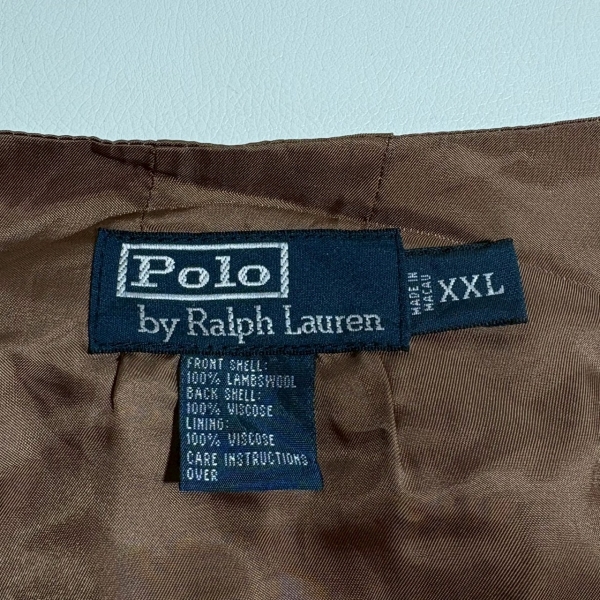 Polo
by Ralph Lauren
MADE IN
MACAU
XXL
FRONT SHELL:
100% LAMBSWOOL
BACK SHELL:
100% VISCOSE
LINING:
100% VISCOSE
CARE INSTRUCTIONS
OVER